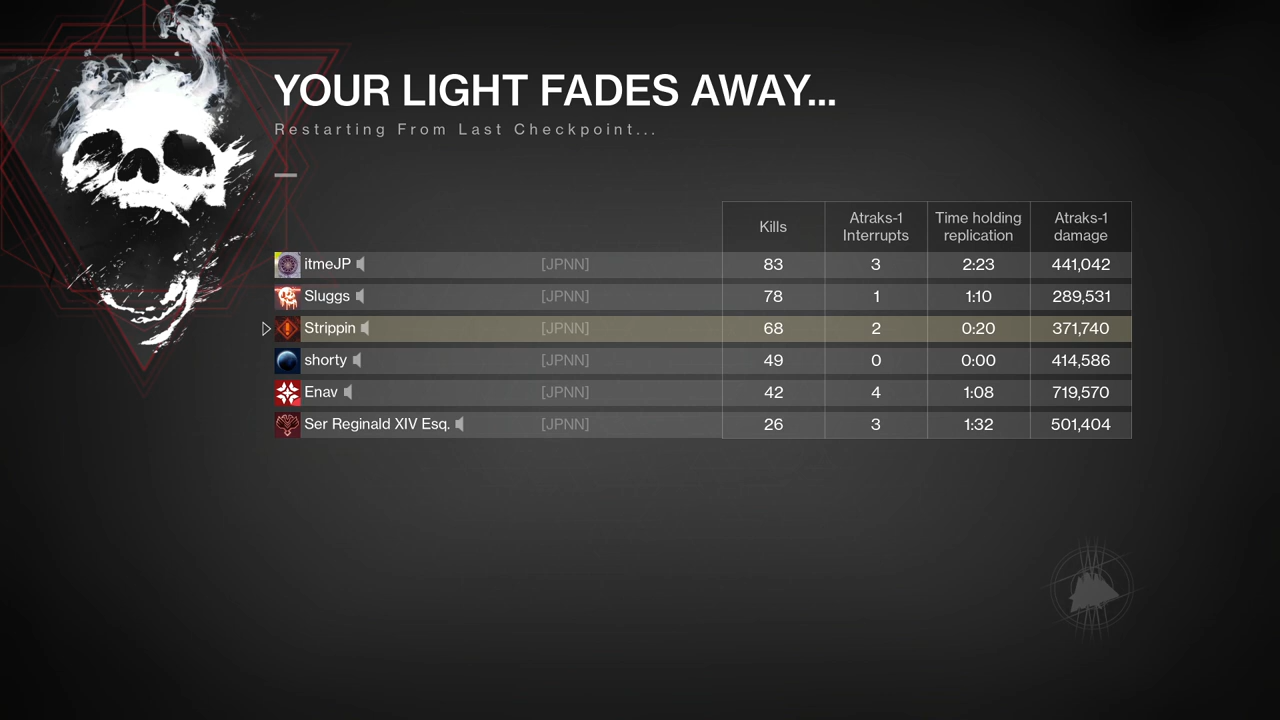 YOUR LIGHT FADES AWAY...
Restarting From Last Checkpoint...
Kills Atraks-1 Interrupts Time holding replication Atraks-1 damage
itmeJP [JPNN] 83 3 2:23 441,042
Sluggs [JPNN] 78 1 1:10 289,531
Strippin [JPNN] 68 2 0:20 371,740
shorty [JPNN] 49 0 0:00 414,586
Enav [JPNN] 42 4 1:08 719,570
Ser Reginald XIV Esq. [JPNN] 26 3 1:32 501,404